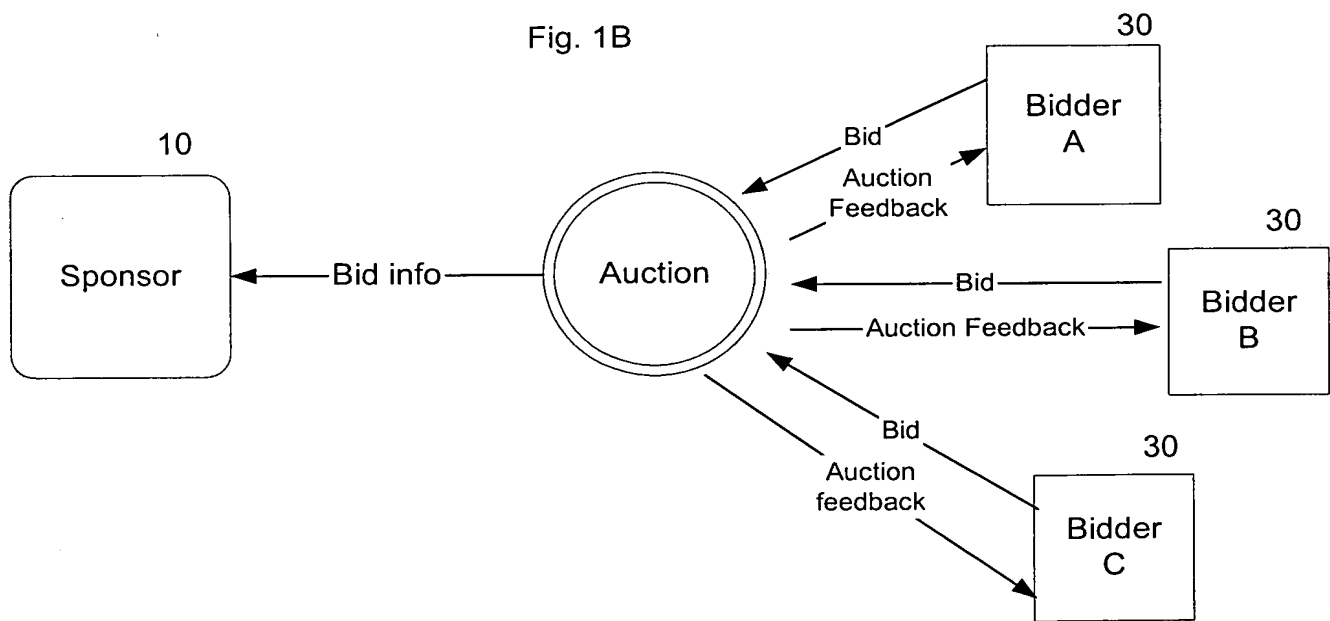 Fig. 1B
30
Bidder
A
10
Bid
Auction
Feedback
30
Sponsor
Bid info
Auction
Bid
Auction Feedback
Bidder
B
Bid
30
Auction
feedback
Bidder
C